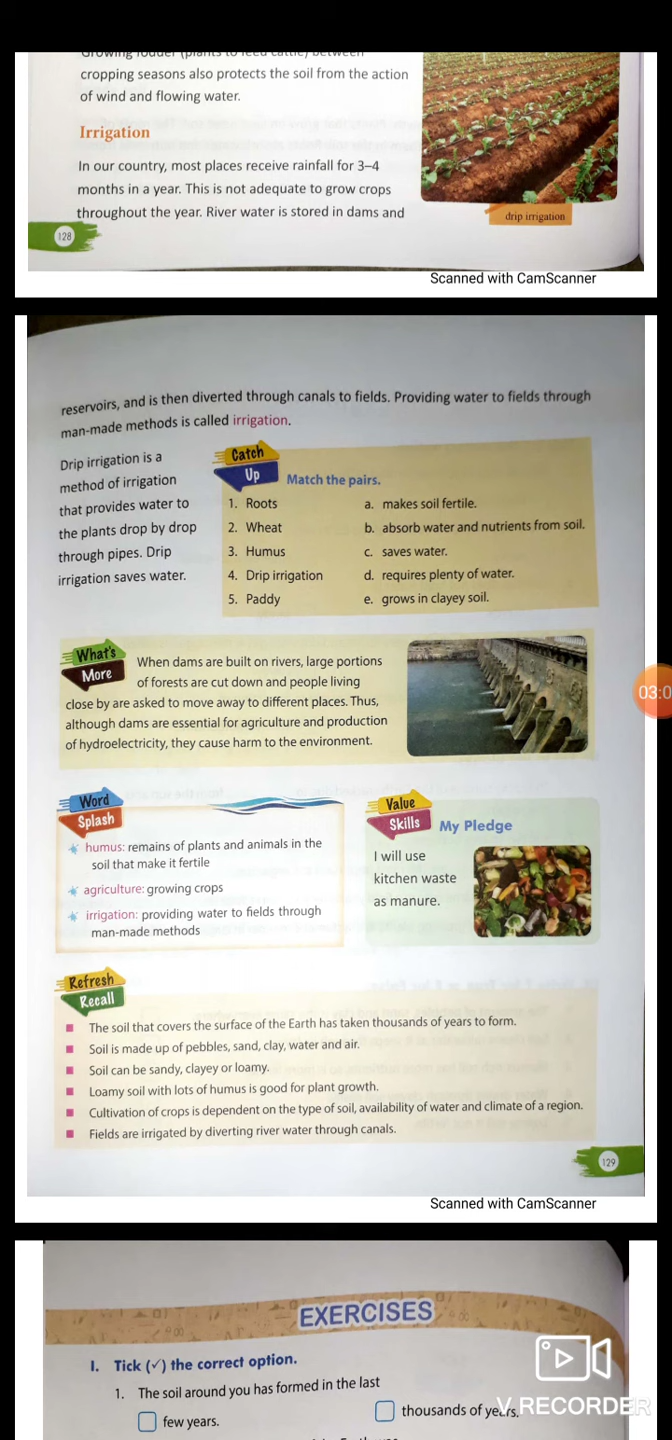 cropping seasons also protects the soil from the action
of wind and flowing water.
Irrigation
In our country, most places receive rainfall for 3–4
months in a year. This is not adequate to grow crops
throughout the year. River water is stored in dams and
drip irrigation
128
Scanned with CamScanner
reservoirs, and is then diverted through canals to fields. Providing water to fields through
man-made methods is called irrigation.
Drip irrigation is a
method of irrigation
that provides water to
the plants drop by drop
through pipes. Drip
irrigation saves water.
Catch
Up
Match the pairs.
1. Roots a. makes soil fertile.
2. Wheat b. absorb water and nutrients from soil.
3. Humus c. saves water.
4. Drip irrigation d. requires plenty of water.
5. Paddy e. grows in clayey soil.
What's
More
When dams are built on rivers, large portions
of forests are cut down and people living
close by are asked to move away to different places. Thus,
although dams are essential for agriculture and production
of hydroelectricity, they cause harm to the environment.
03:0
Word
Splash
humus: remains of plants and animals in the
soil that make it fertile
agriculture: growing crops
irrigation: providing water to fields through
man-made methods
Value
Skills
My Pledge
I will use
kitchen waste
as manure.
Refresh
Recall
The soil that covers the surface of the Earth has taken thousands of years to form.
Soil is made up of pebbles, sand, clay, water and air.
Soil can be sandy, clayey or loamy.
Loamy soil with lots of humus is good for plant growth.
Cultivation of crops is dependent on the type of soil, availability of water and climate of a region.
Fields are irrigated by diverting river water through canals.
129
Scanned with CamScanner
EXERCISES
I. Tick (✓) the correct option.
1. The soil around you has formed in the last
few years. thousands of years.
V.RECORDER